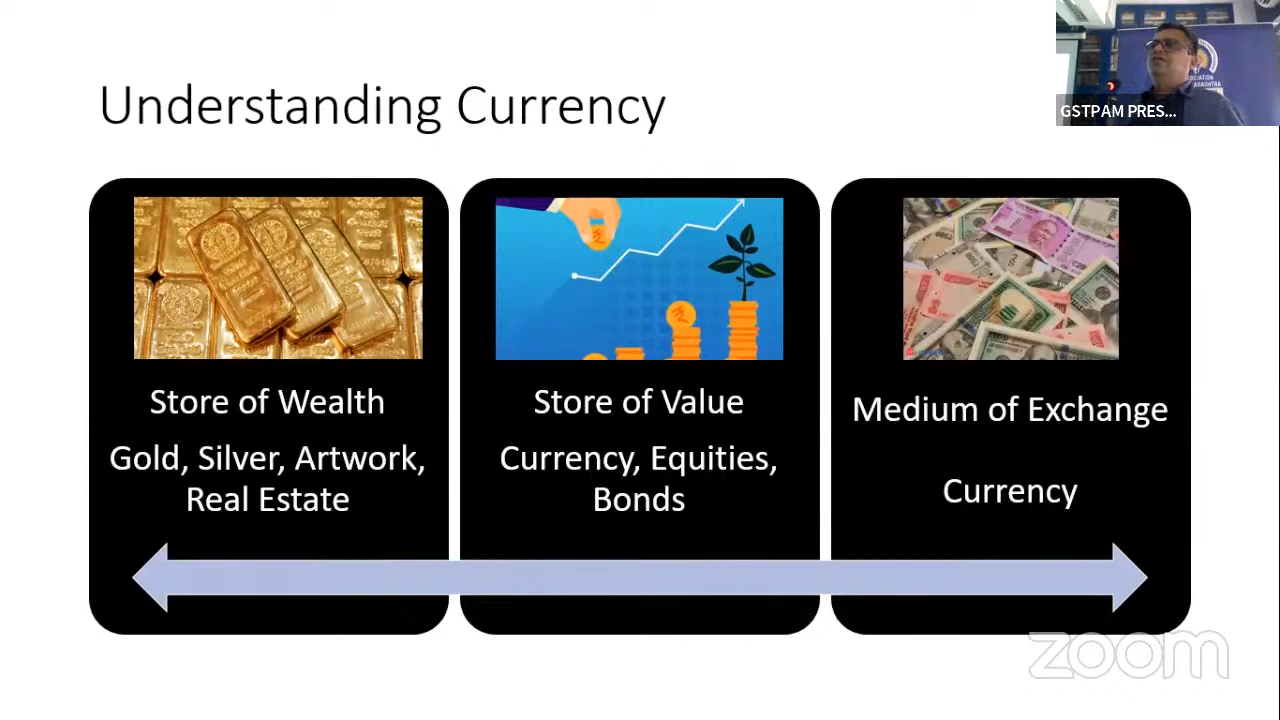 Understanding Currency
GSTPAM PRES...
Store of Wealth
Gold, Silver, Artwork,
Real Estate
Store of Value
Currency, Equities,
Bonds
Medium of Exchange
Currency
zoom